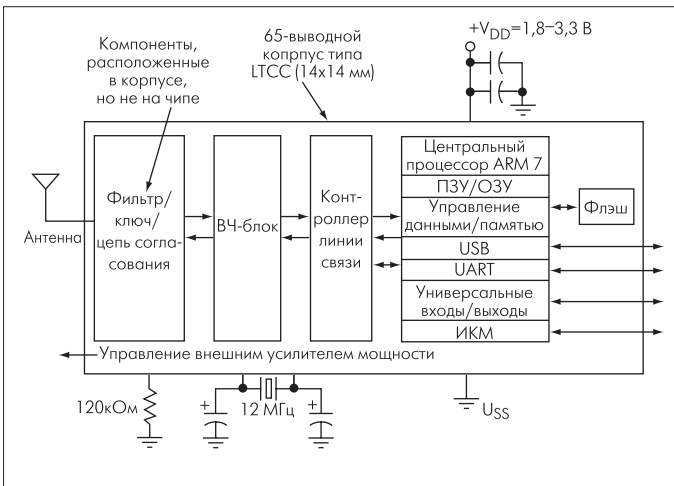 Компоненты,
расположенные
в корпусе,
но не на чипе
65-выводной
копрпус типа
LTCC (14x14 мм)
+VDD=1,8–3,3 В
Антенна
Фильтр/
ключ/
цепь согла-
сования
ВЧ-блок
Конт-
роллер
линии
связи
Центральный
процессор ARM 7
ПЗУ/ОЗУ
Управление
данными/памятью
USB
UART
Универсальные
входы/выходы
ИКМ
Флэш
Управление внешним усилителем мощности
120кОм
+
12 МГц
+
USS